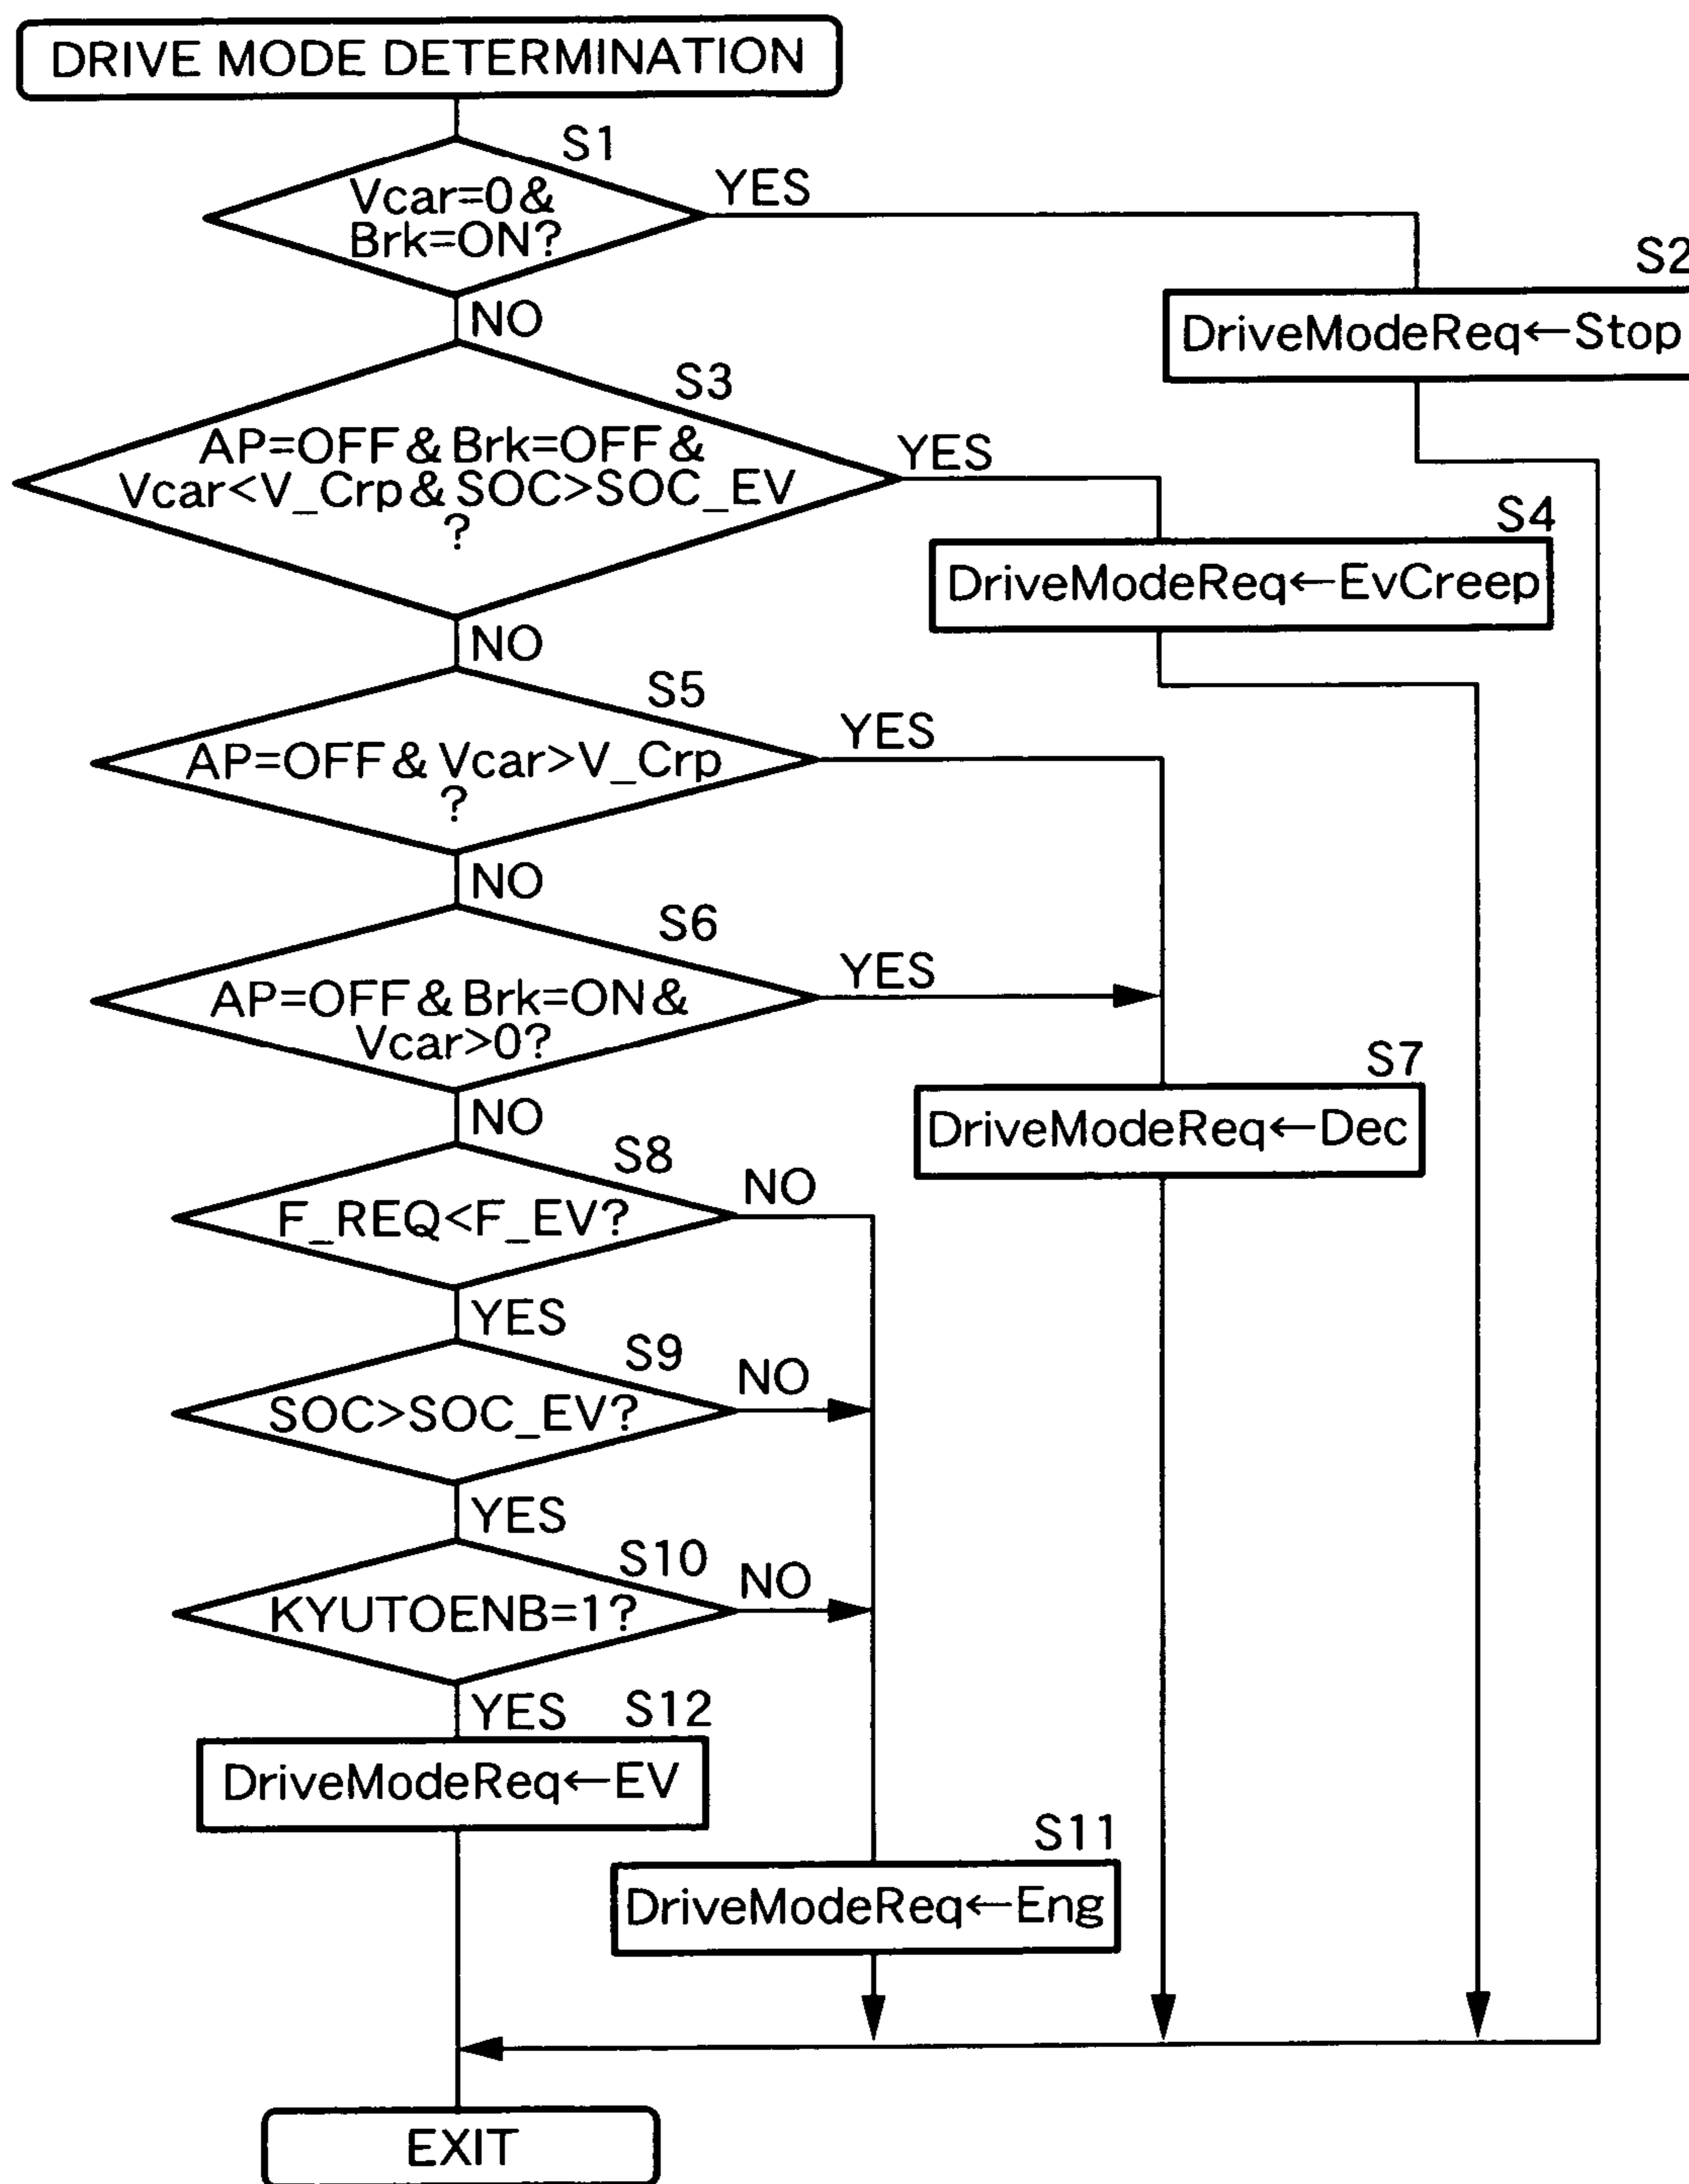 DRIVE MODE DETERMINATION
S1
Vcar=0&
Brk=ON?
YES
S2
DriveModeReq←Stop
NO
S3
AP=OFF&Brk=OFF&
Vcar<V_Crp&SOC>SOC_EV
?
YES
S4
DriveModeReq←EvCreep
NO
S5
AP=OFF&Vcar>V_Crp
?
YES
NO
S6
AP=OFF&Brk=ON&
Vcar>0?
YES
S7
DriveModeReq←Dec
NO
S8
F_REQ<F_EV?
NO
YES
S9
SOC>SOC_EV?
NO
YES
S10
KYUTOENB=1?
NO
YES
S12
DriveModeReq←EV
S11
DriveModeReq←Eng
EXIT